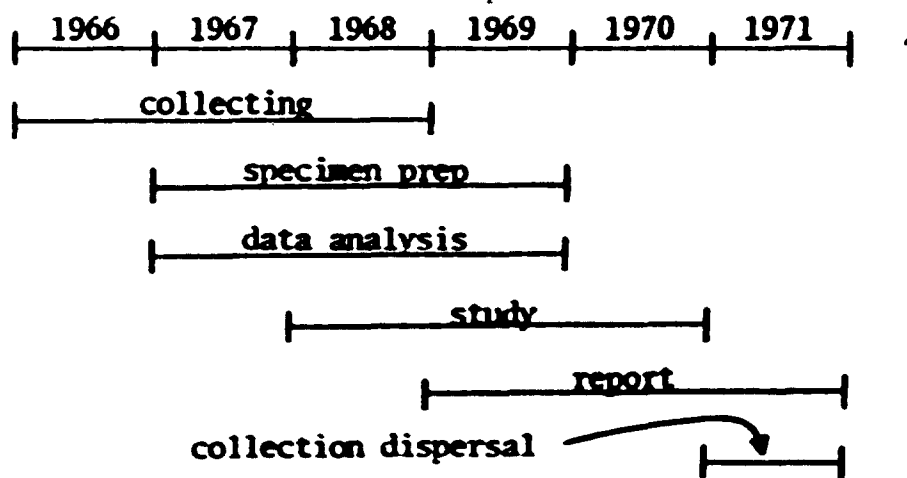 1966 1967 1968 1969 1970 1971
collecting
specimen prep
data analysis
study
report
collection dispersal